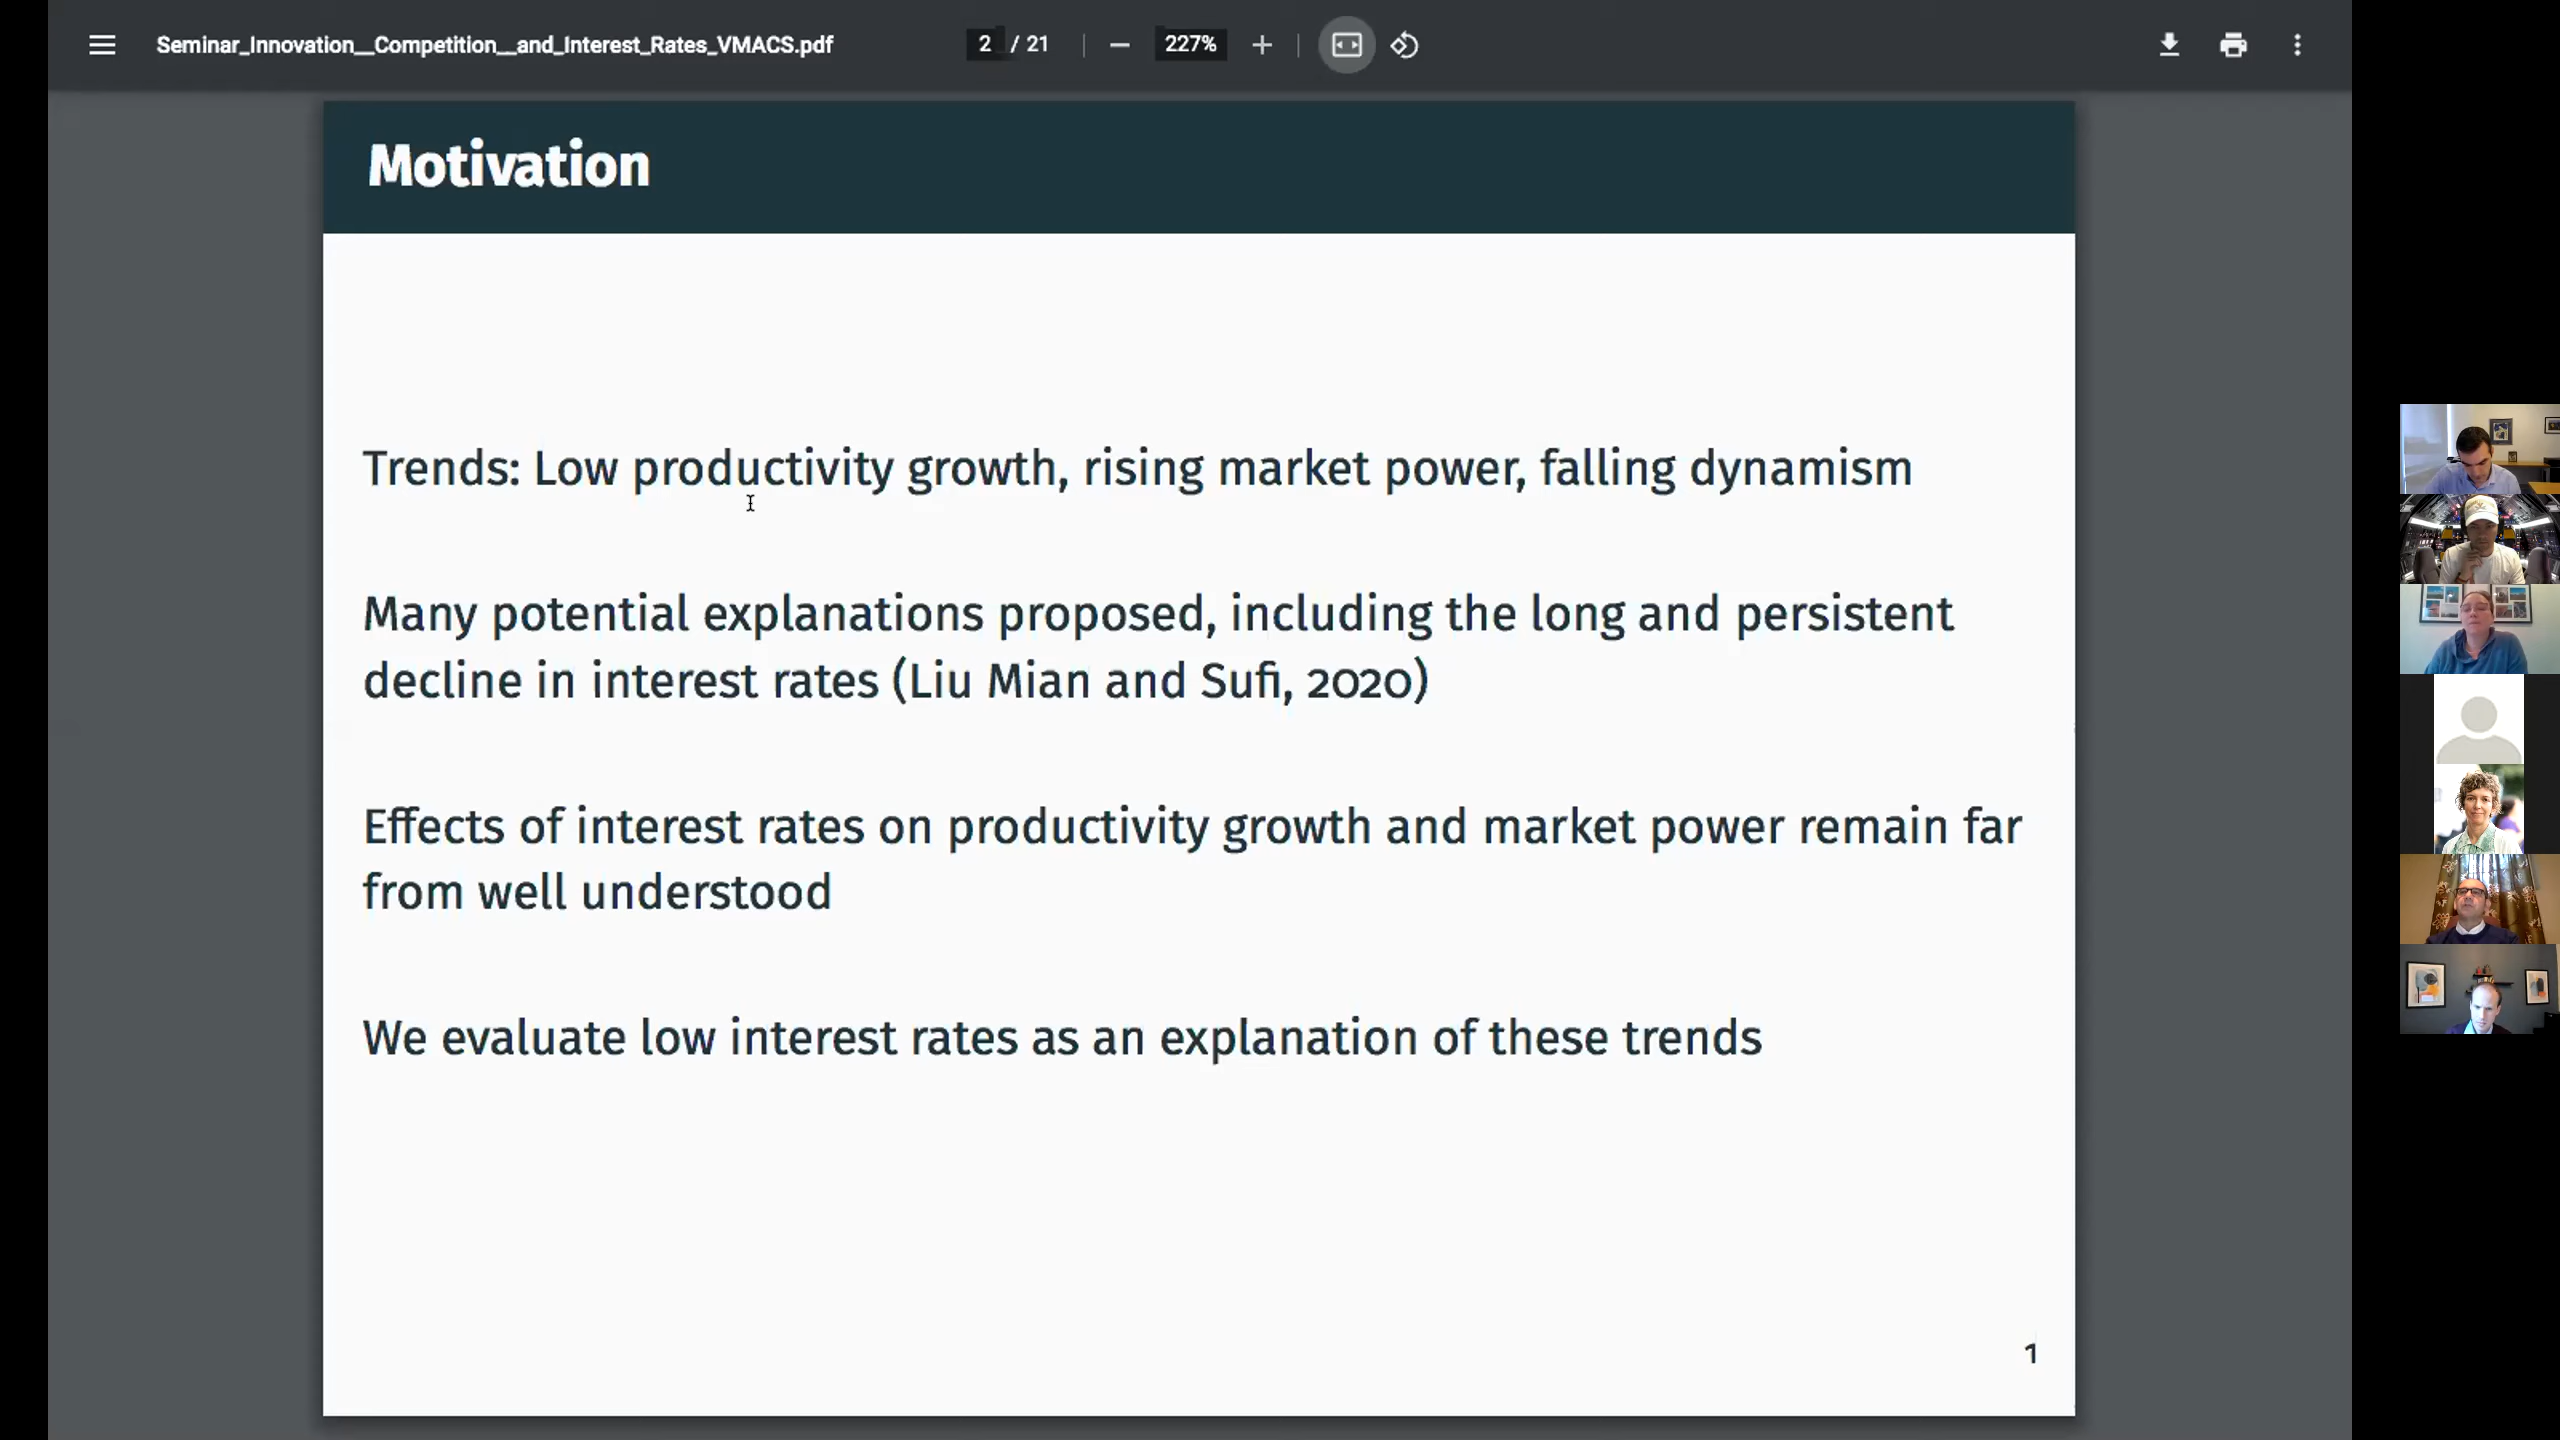 Seminar_Innovation__Competition__and_Interest_Rates_VMACS.pdf
2 / 21
227%
Motivation
Trends: Low productivity growth, rising market power, falling dynamism
Many potential explanations proposed, including the long and persistent
decline in interest rates (Liu Mian and Sufi, 2020)
Effects of interest rates on productivity growth and market power remain far
from well understood
We evaluate low interest rates as an explanation of these trends
1